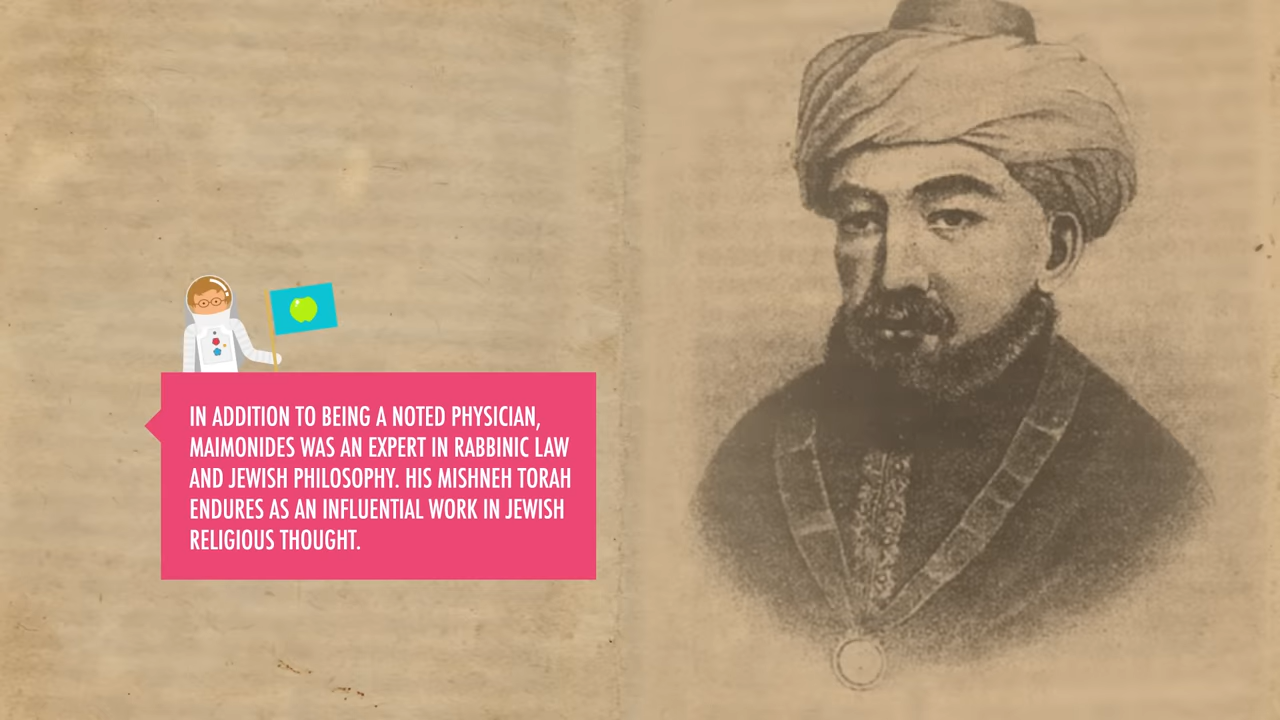 IN ADDITION TO BEING A NOTED PHYSICIAN,
MAIMONIDES WAS AN EXPERT IN RABBINIC LAW
AND JEWISH PHILOSOPHY. HIS MISHNEH TORAH
ENDURES AS AN INFLUENTIAL WORK IN JEWISH
RELIGIOUS THOUGHT.